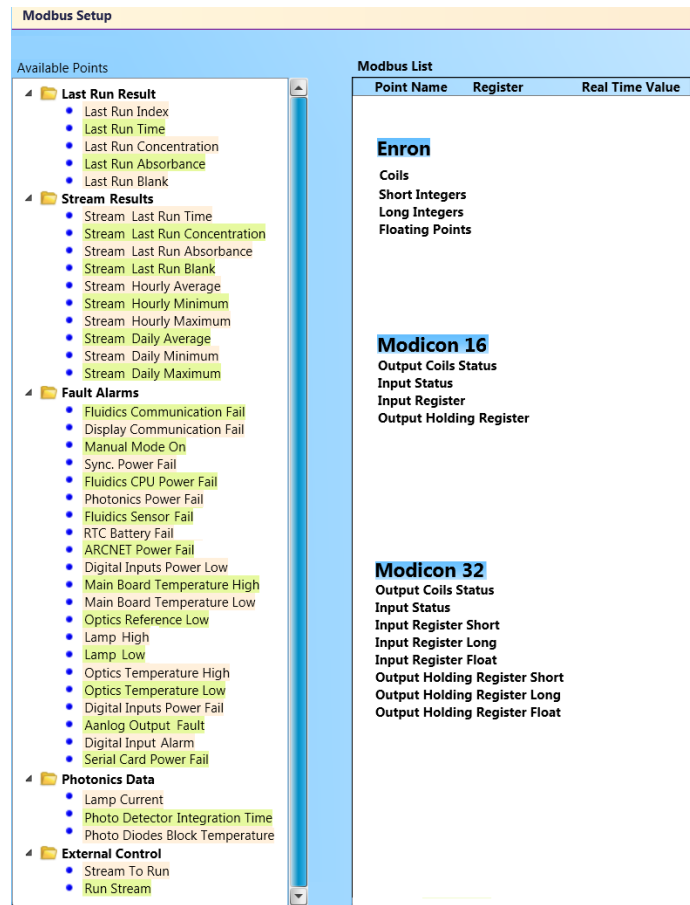 Modbus Setup
Available Points
Last Run Result
Last Run Index
Last Run Time
Last Run Concentration
Last Run Absorbance
Last Run Blank
Stream Results
Stream Last Run Time
Stream Last Run Concentration
Stream Last Run Absorbance
Stream Last Run Blank
Stream Hourly Average
Stream Hourly Minimum
Stream Hourly Maximum
Stream Daily Average
Stream Daily Minimum
Stream Daily Maximum
Fault Alarms
Fluidics Communication Fail
Display Communication Fail
Manual Mode On
Sync. Power Fail
Fluidics CPU Power Fail
Photonics Power Fail
Fluidics Sensor Fail
RTC Battery Fail
ARCNET Power Fail
Digital Inputs Power Low
Main Board Temperature High
Main Board Temperature Low
Optics Reference Low
Lamp High
Lamp Low
Optics Temperature High
Optics Temperature Low
Digital Inputs Power Fail
Aanlog Output Fault
Digital Input Alarm
Serial Card Power Fail
Photonics Data
Lamp Current
Photo Detector Integration Time
Photo Diodes Block Temperature
External Control
Stream To Run
Run Stream
Modbus List
Point Name Register Real Time Value
Enron
Coils
Short Integers
Long Integers
Floating Points
Modicon 16
Output Coils Status
Input Status
Input Register
Output Holding Register
Modicon 32
Output Coils Status
Input Status
Input Register Short
Input Register Long
Input Register Float
Output Holding Register Short
Output Holding Register Long
Output Holding Register Float